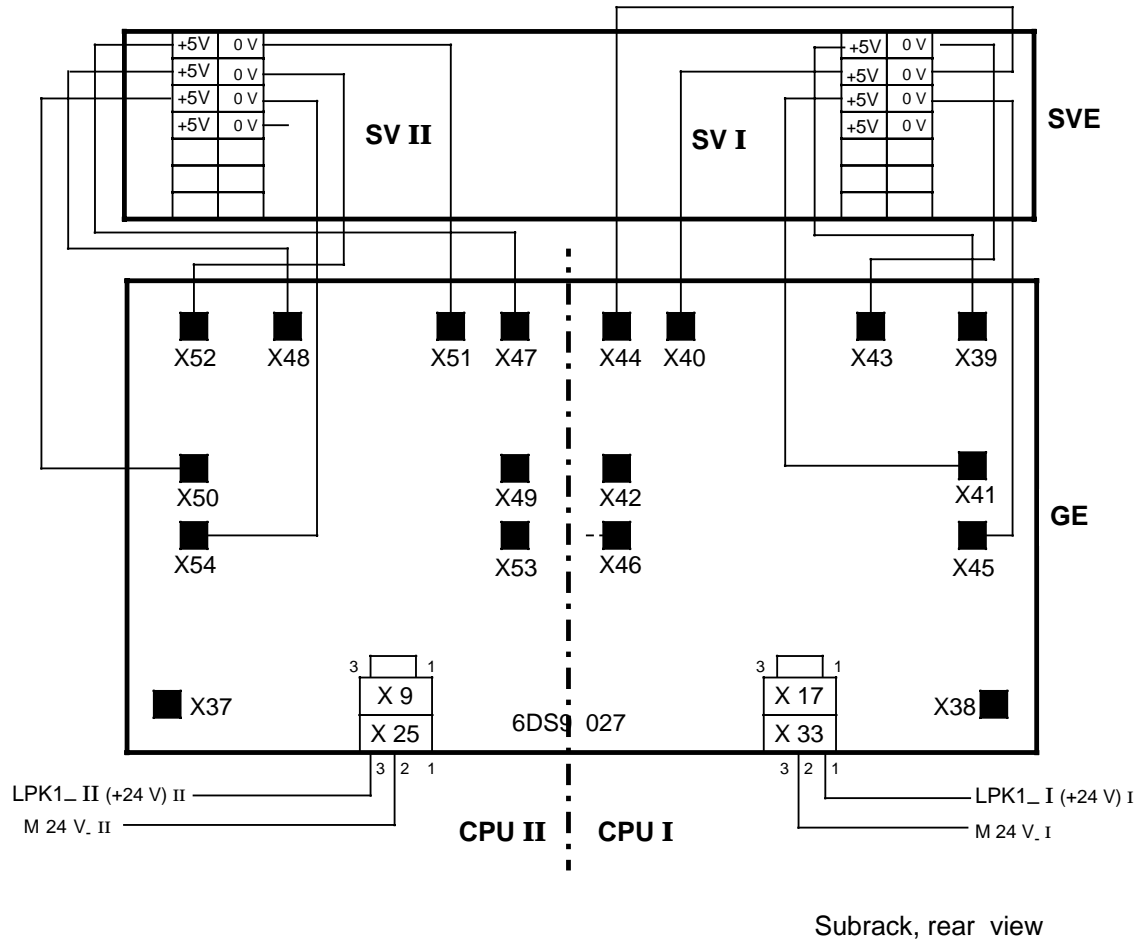 +5V 0 V +5V 0 V
+5V 0 V +5V 0 V
+5V 0 V +5V 0 V
+5V 0 V +5V 0 V
SV II SV I SVE
X52 X48 X51 X47 X44 X40 X43 X39
X50 X49 X42 X41
GE
X54 X53 X46 X45
3 1 3 1
X 9 X 17
X37 X38
X 25 6DS9 027 X 33
3 2 1 3 2 1
LPK1_ II (+24 V) II LPK1_ I (+24 V) I
M 24 V_ II CPU II CPU I M 24 V_ I
Subrack, rear view